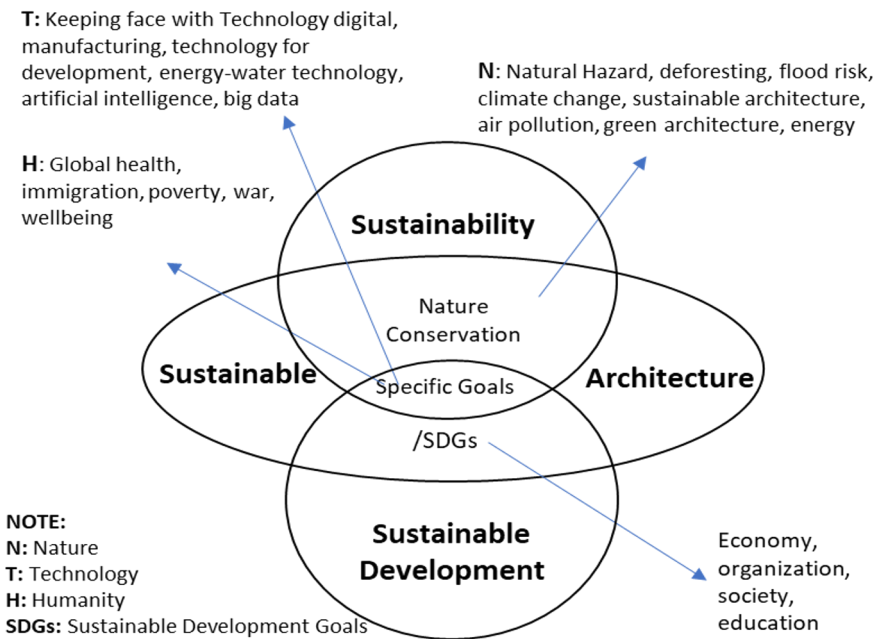 T: Keeping face with Technology digital,
manufacturing, technology for
development, energy-water technology,
artificial intelligence, big data
N: Natural Hazard, deforesting, flood risk,
climate change, sustainable architecture,
air pollution, green architecture, energy
H: Global health,
immigration, poverty, war,
wellbeing
Sustainability
Nature
Conservation
Sustainable
Specific Goals
Architecture
/SDGs
Sustainable
Development
Economy,
organization,
society,
education
NOTE:
N: Nature
T: Technology
H: Humanity
SDGs: Sustainable Development Goals